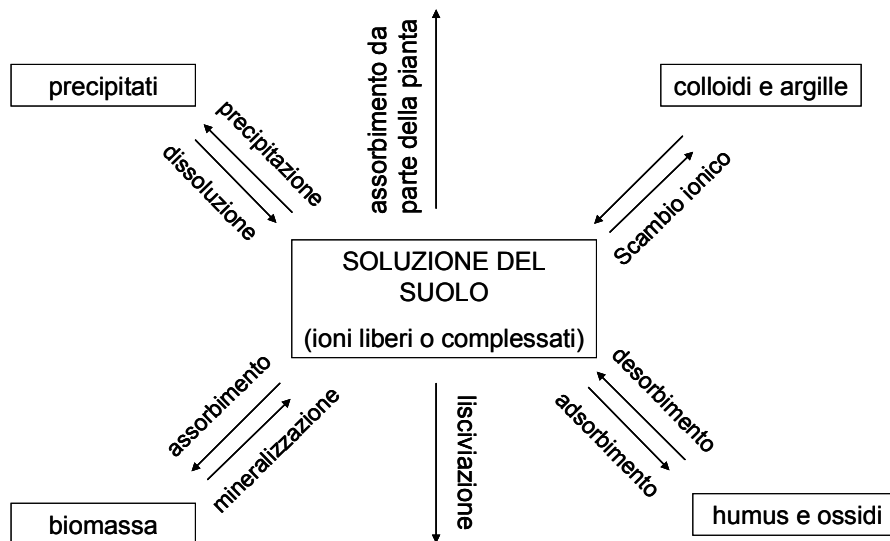 assorbimento da
parte della pianta
precipitati
colloidi e argille
precipitazione
dissoluzione
Scambio ionico
SOLUZIONE DEL
SUOLO
(ioni liberi o complessati)
assorbimento
mineralizzazione
lisciviazione
desorbimento
adsorbimento
biomassa
humus e ossidi